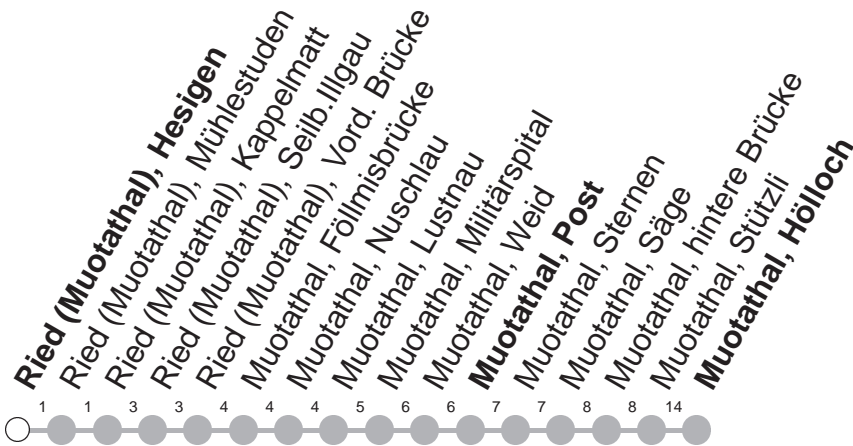 Ried (Muotathal), Hesigen
Ried (Muotathal), Mühlestuden
Ried (Muotathal), Kappelmatt
Ried (Muotathal), Seilb.Illgau
Ried (Muotathal), Vord. Brücke
Muotathal, Föllmisbrücke
Muotathal, Nuschlau
Muotathal, Lustnau
Muotathal, Militärspital
Muotathal, Weid
Muotathal, Post
Muotathal, Sternen
Muotathal, Säge
Muotathal, hintere Brücke
Muotathal, Stützli
Muotathal, Hölloch
1 1 3 3 4 4 4 5 6 6 7 7 8 8 14